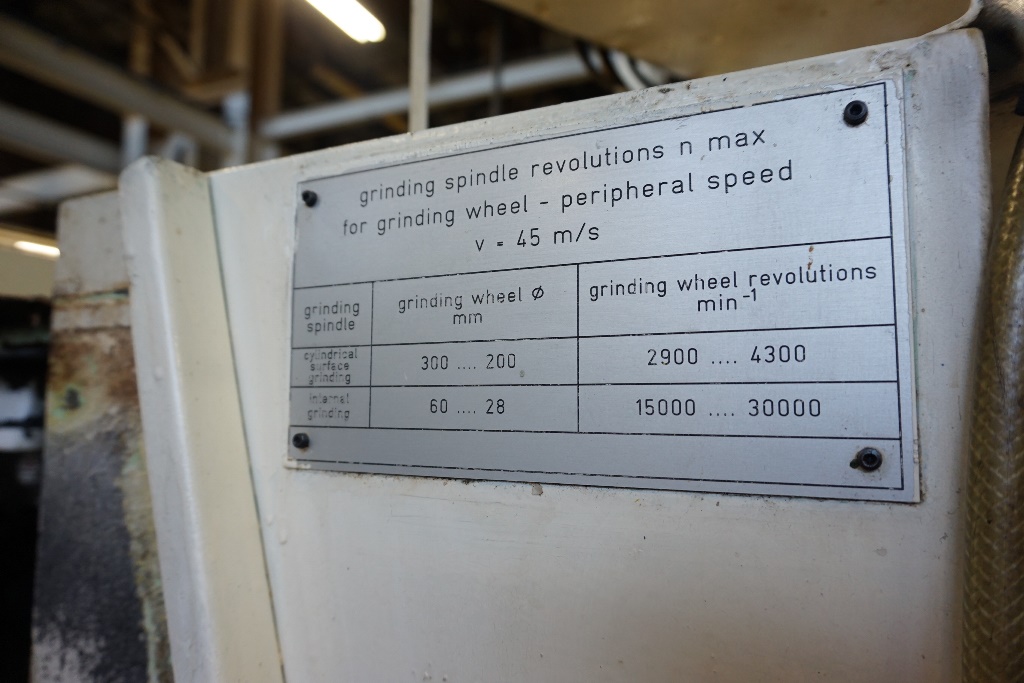 grinding spindle revolutions n max
for grinding wheel - peripheral speed
v = 45 m/s
grinding spindle
grinding wheel ø mm
grinding wheel revolutions min⁻¹
cylindrical surface grinding
300 .... 200
2900 .... 4300
internal grinding
60 .... 28
15000 .... 30000